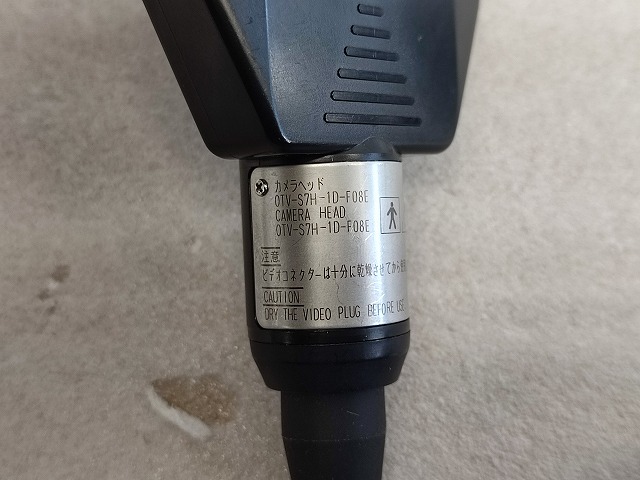 カメラヘッド
OTV-S7H-1D-F08E
CAMERA HEAD
OTV-S7H-1D-F08E
注意
ビデオコネクターは十分に乾燥させてから
CAUTION
DRY THE VIDEO PLUG BEFORE USE